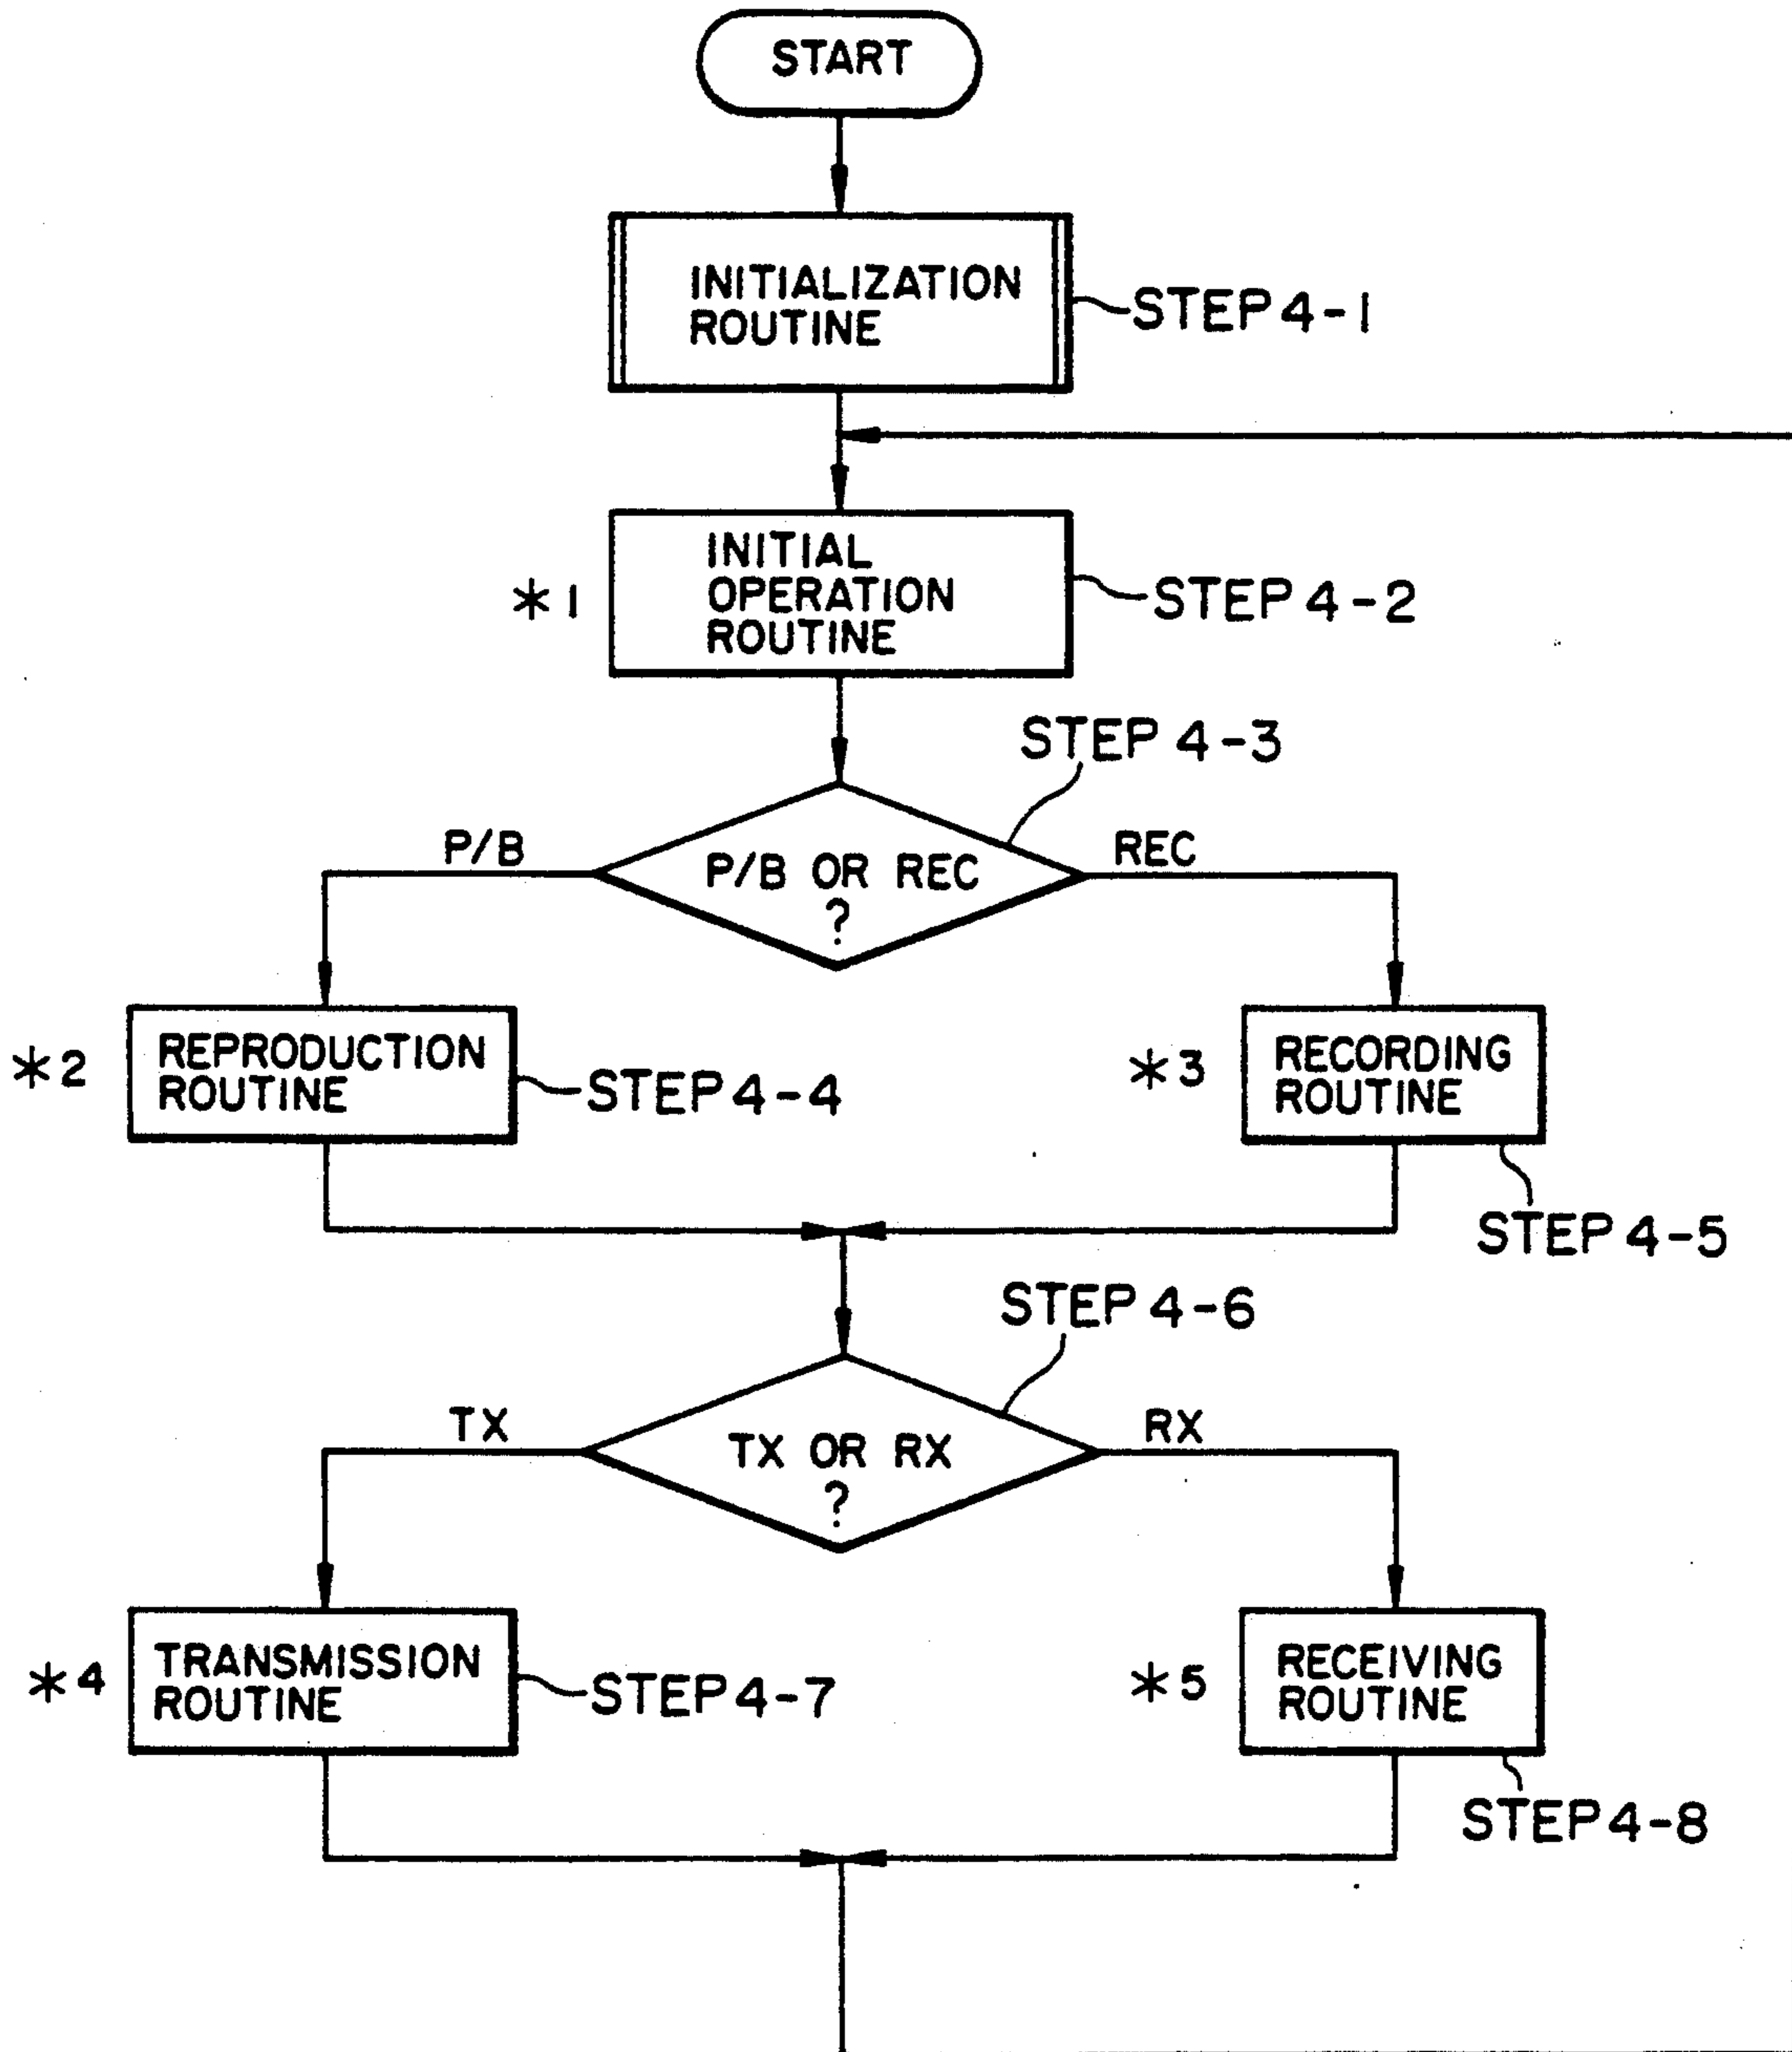 START
INITIALIZATION
ROUTINE
STEP 4-1
INITIAL
OPERATION
ROUTINE
*1
STEP 4-2
STEP 4-3
P/B
P/B OR REC
?
REC
*2
REPRODUCTION
ROUTINE
STEP 4-4
*3
RECORDING
ROUTINE
STEP 4-5
STEP 4-6
TX
TX OR RX
?
RX
*4
TRANSMISSION
ROUTINE
STEP 4-7
*5
RECEIVING
ROUTINE
STEP 4-8